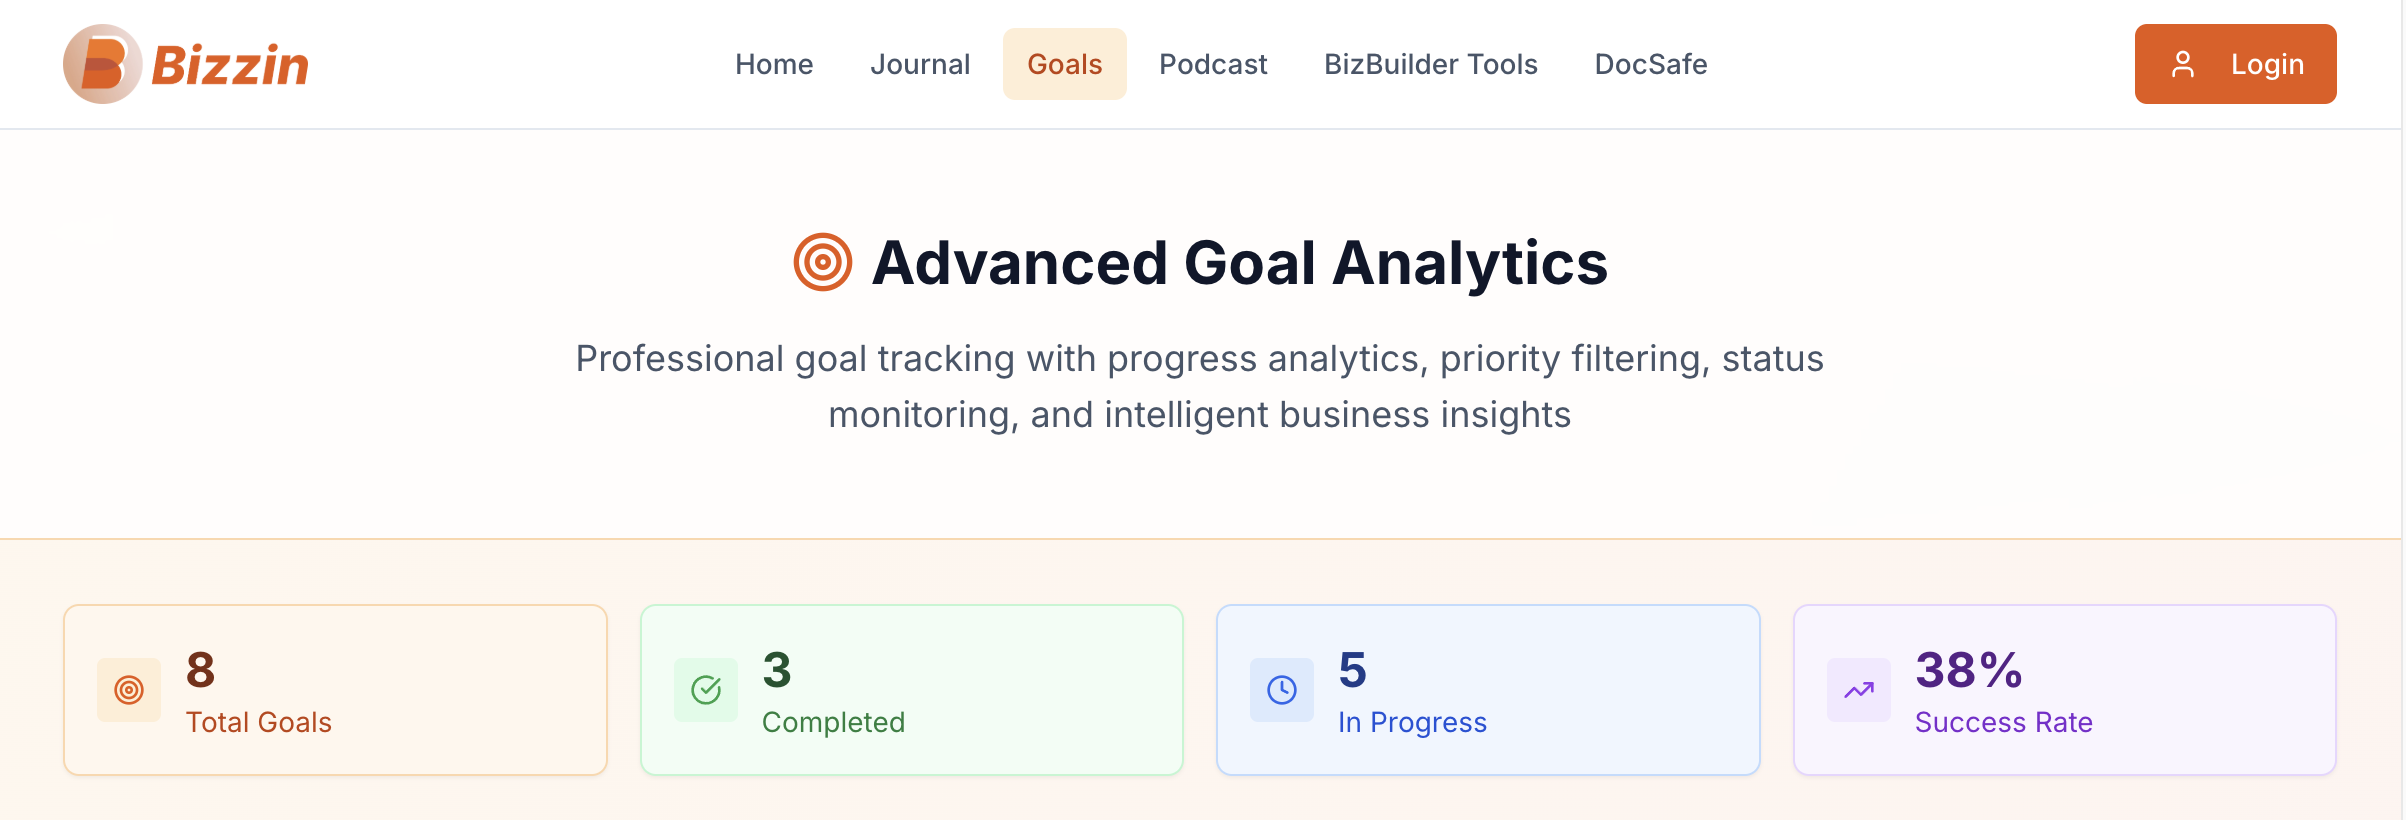 Bizzin
Home
Journal
Goals
Podcast
BizBuilder Tools
DocSafe
Login
Advanced Goal Analytics
Professional goal tracking with progress analytics, priority filtering, status
monitoring, and intelligent business insights
8
Total Goals
3
Completed
5
In Progress
38%
Success Rate